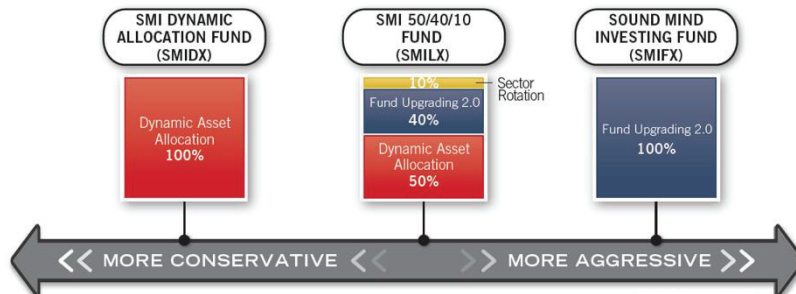 SMI DYNAMIC
ALLOCATION FUND
(SMIDX)
Dynamic Asset
Allocation
100%
SMI 50/40/10
FUND
(SMILX)
10%
Sector
Rotation
Fund Upgrading 2.0
40%
Dynamic Asset
Allocation
50%
SOUND MIND
INVESTING FUND
(SMIFX)
Fund Upgrading 2.0
100%
MORE CONSERVATIVE
MORE AGGRESSIVE